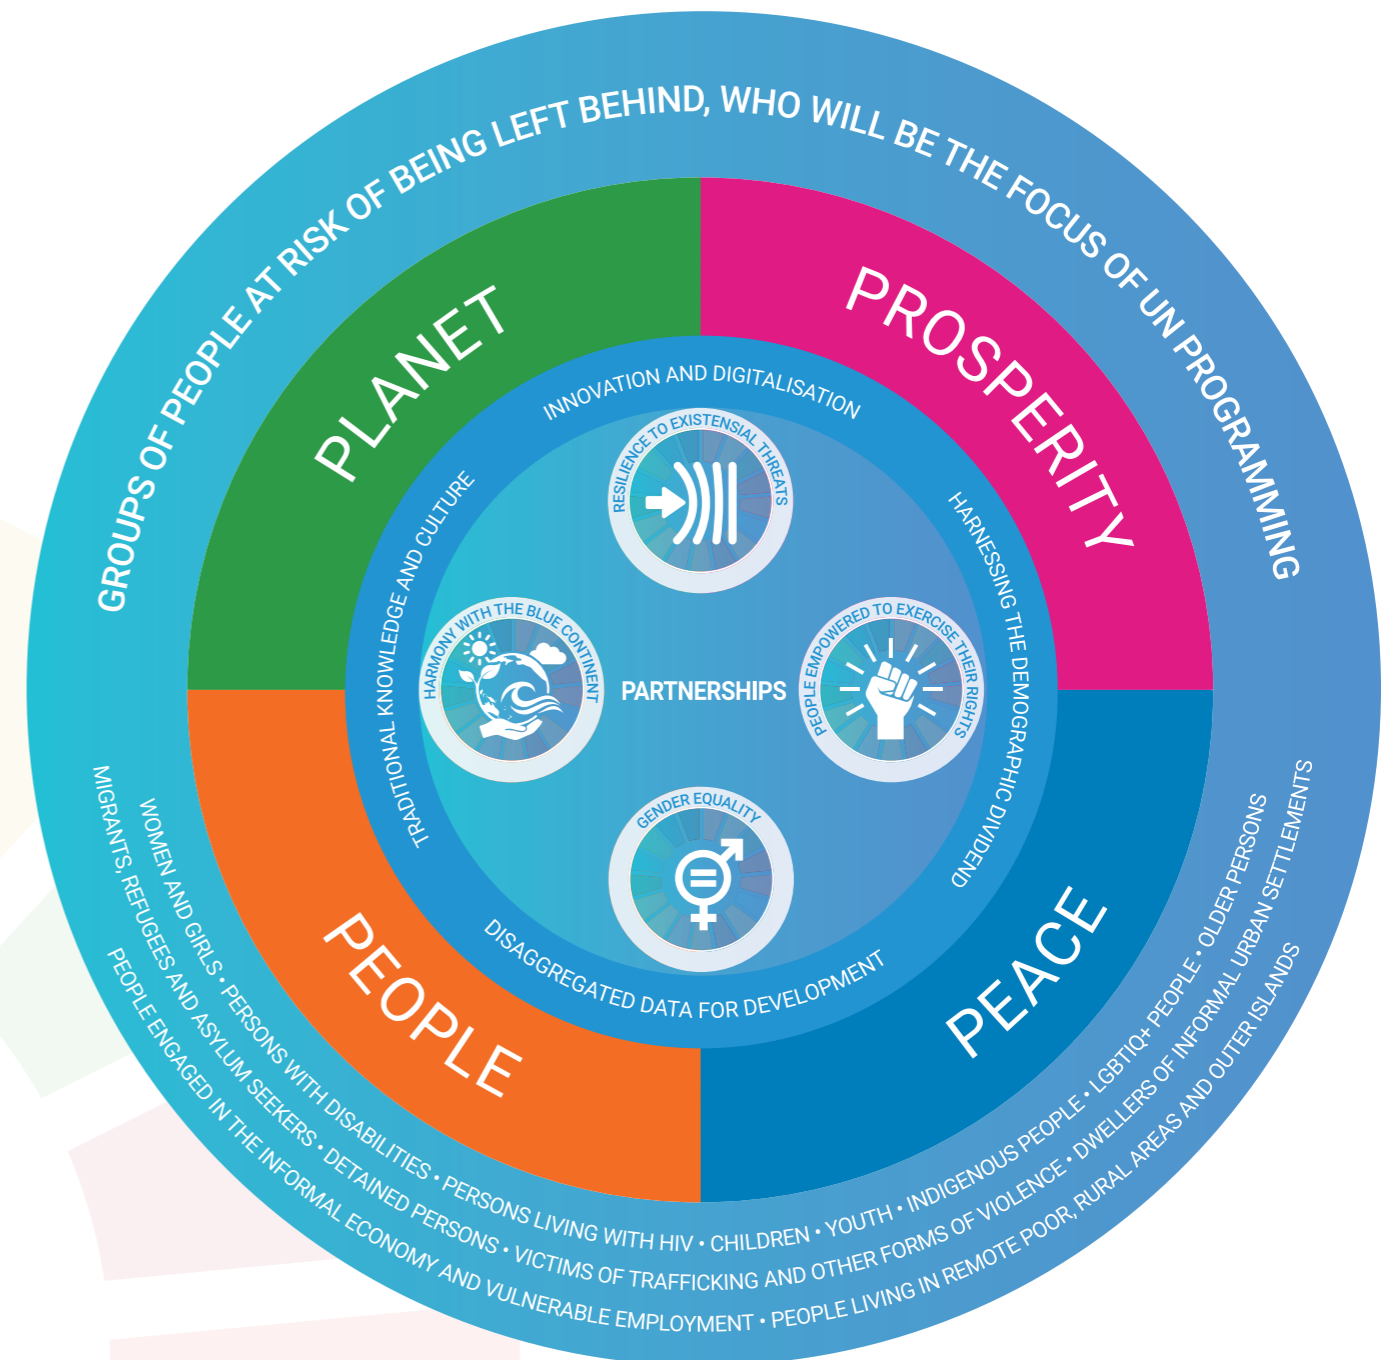 GROUPS OF PEOPLE AT RISK OF BEING LEFT BEHIND, WHO WILL BE THE FOCUS OF UN PROGRAMMING
PLANET
PROSPERITY
INNOVATION AND DIGITALISATION
TRADITIONAL KNOWLEDGE AND CULTURE
HARNESSING THE DEMOGRAPHIC DIVIDEND
RESILIENCE TO EXISTENSIAL THREATS
HARMONY WITH THE BLUE CONTINENT
PARTNERSHIPS
PEOPLE EMPOWERED TO EXERCISE THEIR RIGHTS
GENDER EQUALITY
DISAGGREGATED DATA FOR DEVELOPMENT
PEOPLE
PEACE
WOMEN AND GIRLS • PERSONS WITH DISABILITIES • PERSONS LIVING WITH HIV • CHILDREN • YOUTH • INDIGENOUS PEOPLE • LGBTIQ+ PEOPLE • OLDER PERSONS
MIGRANTS, REFUGEES AND ASYLUM SEEKERS • DETAINED PERSONS • VICTIMS OF TRAFFICKING AND OTHER FORMS OF VIOLENCE • DWELLERS OF INFORMAL URBAN SETTLEMENTS
PEOPLE ENGAGED IN THE INFORMAL ECONOMY AND VULNERABLE EMPLOYMENT • PEOPLE LIVING IN REMOTE POOR, RURAL AREAS AND OUTER ISLANDS